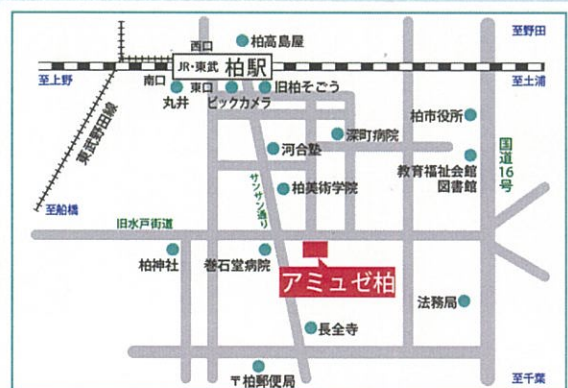 至野田
柏高島屋
西口
JR・東武 柏駅
至上野
南口
東口
至土浦
丸井
ビックカメラ
旧柏そごう
東武野田線
深町病院
柏市役所
河合塾
国道16号
教育福祉会館
図書館
サンサン通り
柏美術学院
至船橋
旧水戸街道
柏神社
巻石堂病院
アミュゼ柏
法務局
長全寺
〒柏郵便局
至千葉